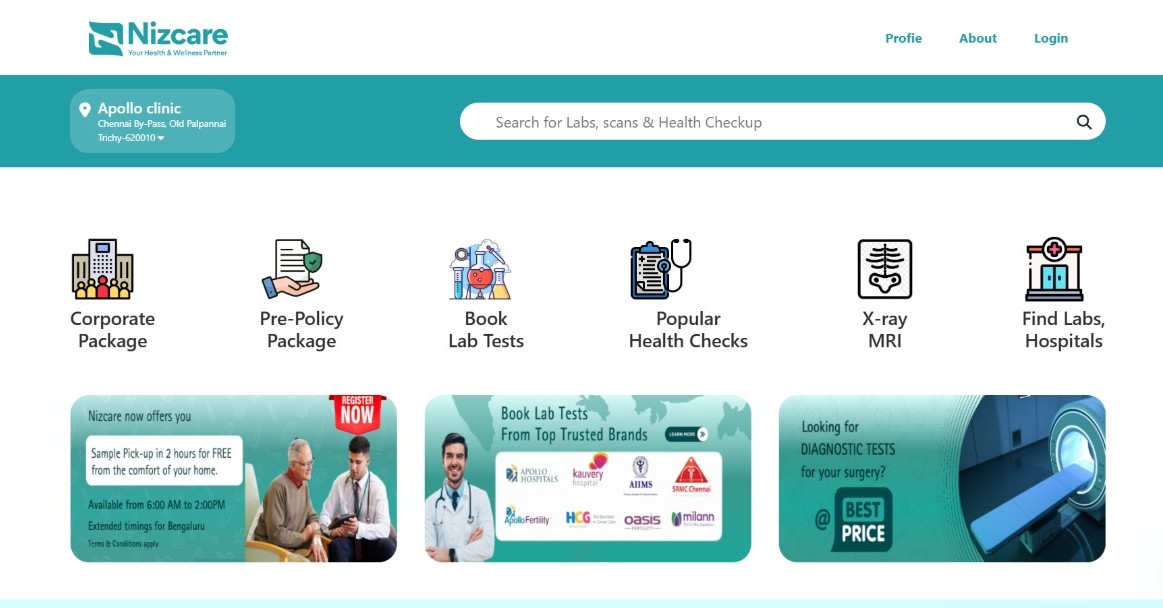 Nizcare
Your Health & Wellness Partner
Profie
About
Login
Apollo clinic
Chennai By-Pass, Old Palpannai
Trichy-620010
Search for Labs, scans & Health Checkup
Corporate
Package
Pre-Policy
Package
Book
Lab Tests
Popular
Health Checks
X-ray
MRI
Find Labs,
Hospitals
REGISTER
NOW
Nizcare now offers you
Sample Pick-up in 2 hours for FREE
from the comfort of your home.
Available from 6:00 AM to 2:00PM
Extended timings for Bengaluru
Terms & Conditions apply
Book Lab Tests
From Top Trusted Brands
LEARN MORE
APOLLO
HOSPITALS
kauvery
hospital
AIIMS
SRMC Chennai
Apollo Fertility
HCG
oasis
FERTILITY
milann
Looking for
DIAGNOSTIC TESTS
for your surgery?
@ BEST
PRICE